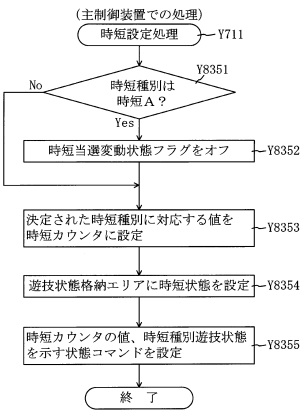 (主制御装置での処理)
時短設定処理
Y711
Y8351
時短種別は
時短A?
No
Yes
時短当選変動状態フラグをオフ
Y8352
決定された時短種別に対応する値を
時短カウンタに設定
Y8353
遊技状態格納エリアに時短状態を設定
Y8354
時短カウンタの値、時短種別遊技状態
を示す状態コマンドを設定
Y8355
終 了